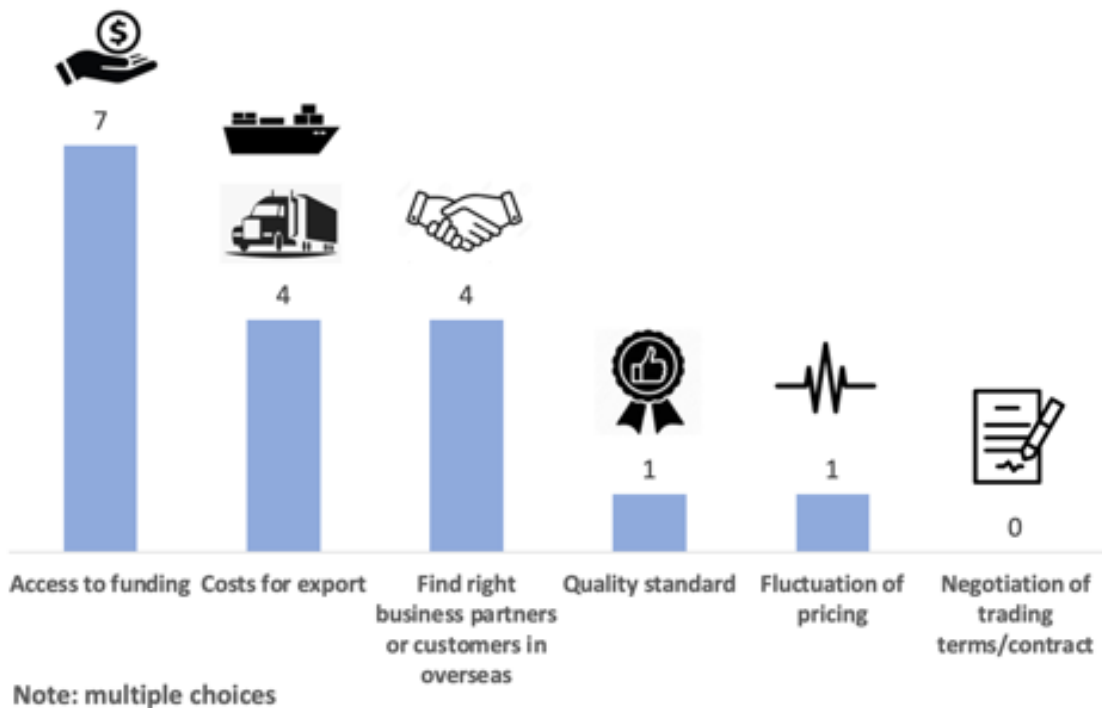 $
7
4
4
1
1
0
Access to funding
Costs for export
Find right
business partners
or customers in
overseas
Quality standard
Fluctuation of
pricing
Negotiation of
trading
terms/contract
Note: multiple choices